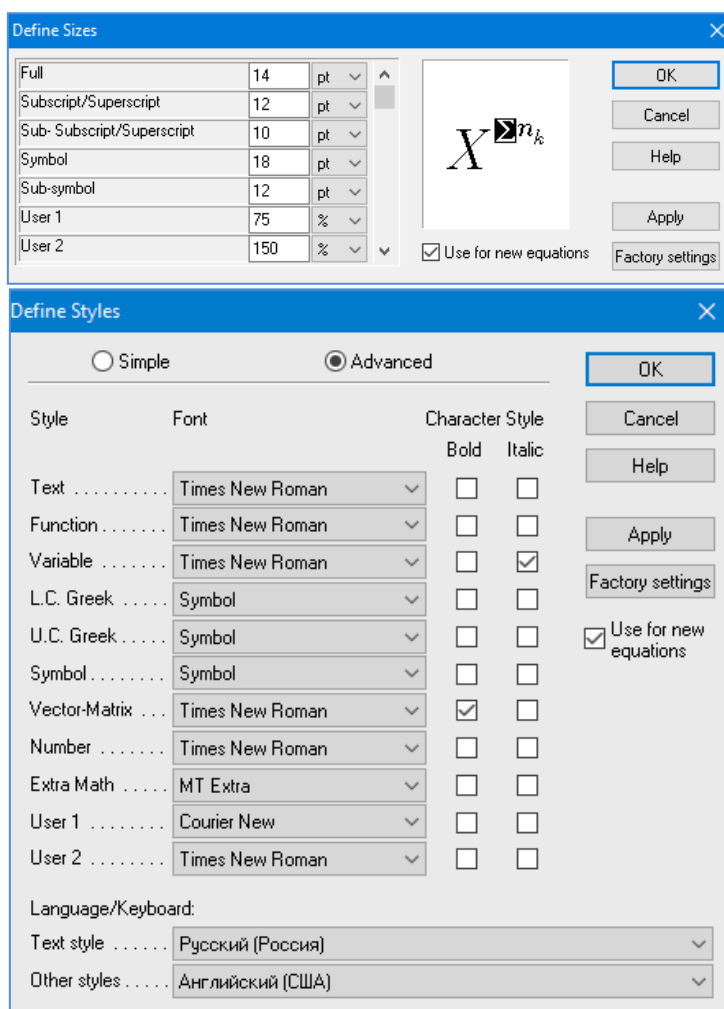 Define Sizes
Full 14 pt
Subscript/Superscript 12 pt
Sub- Subscript/Superscript 10 pt
Symbol 18 pt
Sub-symbol 12 pt
User 1 75 %
User 2 150 %
X Σ n k
Use for new equations
OK
Cancel
Help
Apply
Factory settings
Define Styles
Simple Advanced
Style Font Character Style
Bold Italic
Text .......... Times New Roman
Function ....... Times New Roman
Variable ....... Times New Roman
L.C. Greek ..... Symbol
U.C. Greek ..... Symbol
Symbol ........ Symbol
Vector-Matrix ... Times New Roman
Number ....... Times New Roman
Extra Math ..... MT Extra
User 1 ........ Courier New
User 2 ........ Times New Roman
OK
Cancel
Help
Apply
Factory settings
Use for new
equations
Language/Keyboard:
Text style ...... Русский (Россия)
Other styles ..... Английский (США)